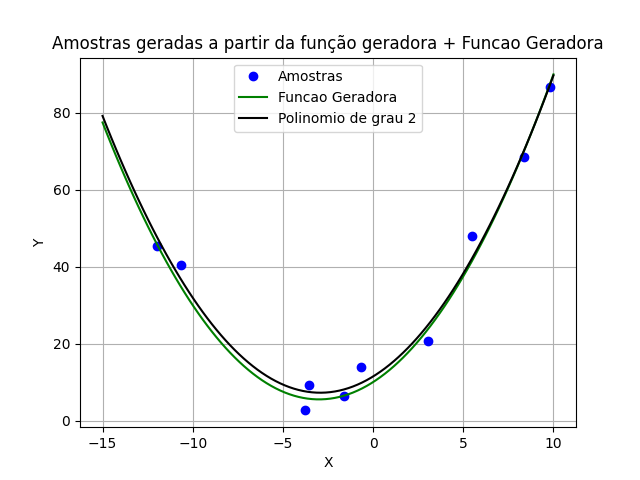 Amostras geradas a partir da função geradora + Funcao Geradora
Amostras
Funcao Geradora
Polinomio de grau 2
80
60
40
20
0
Y
−15
−10
−5
0
5
10
X